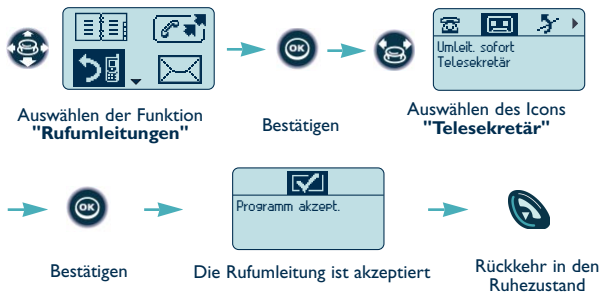 OK
Umleit. sofort
Telesekretär
Auswählen der Funktion
"Rufumleitungen"
Bestätigen
Auswählen des Icons
"Telesekretär"
OK
Programm akzept.
Bestätigen
Die Rufumleitung ist akzeptiert
Rückkehr in den
Ruhezustand